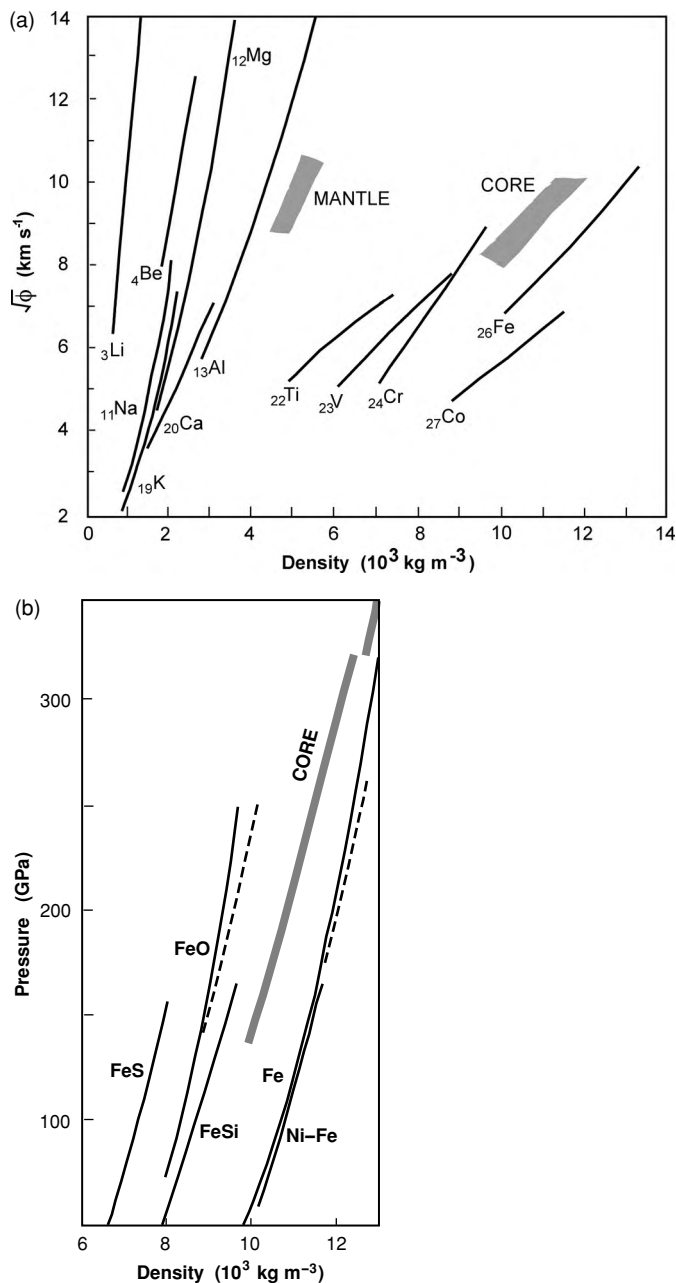 (a)
14
12
10
8
6
4
2
√ϕ (km s⁻¹)
₁₂Mg
MANTLE
CORE
₄Be
₃Li
₁₃Al
₂₆Fe
₂₂Ti
₂₃V
₂₄Cr
₂₇Co
₁₁Na
₂₀Ca
₁₉K
0 2 4 6 8 10 12 14
Density (10³ kg m⁻³)
(b)
300
200
100
Pressure (GPa)
CORE
FeO
FeS
Fe
FeSi
Ni–Fe
6 8 10 12
Density (10³ kg m⁻³)